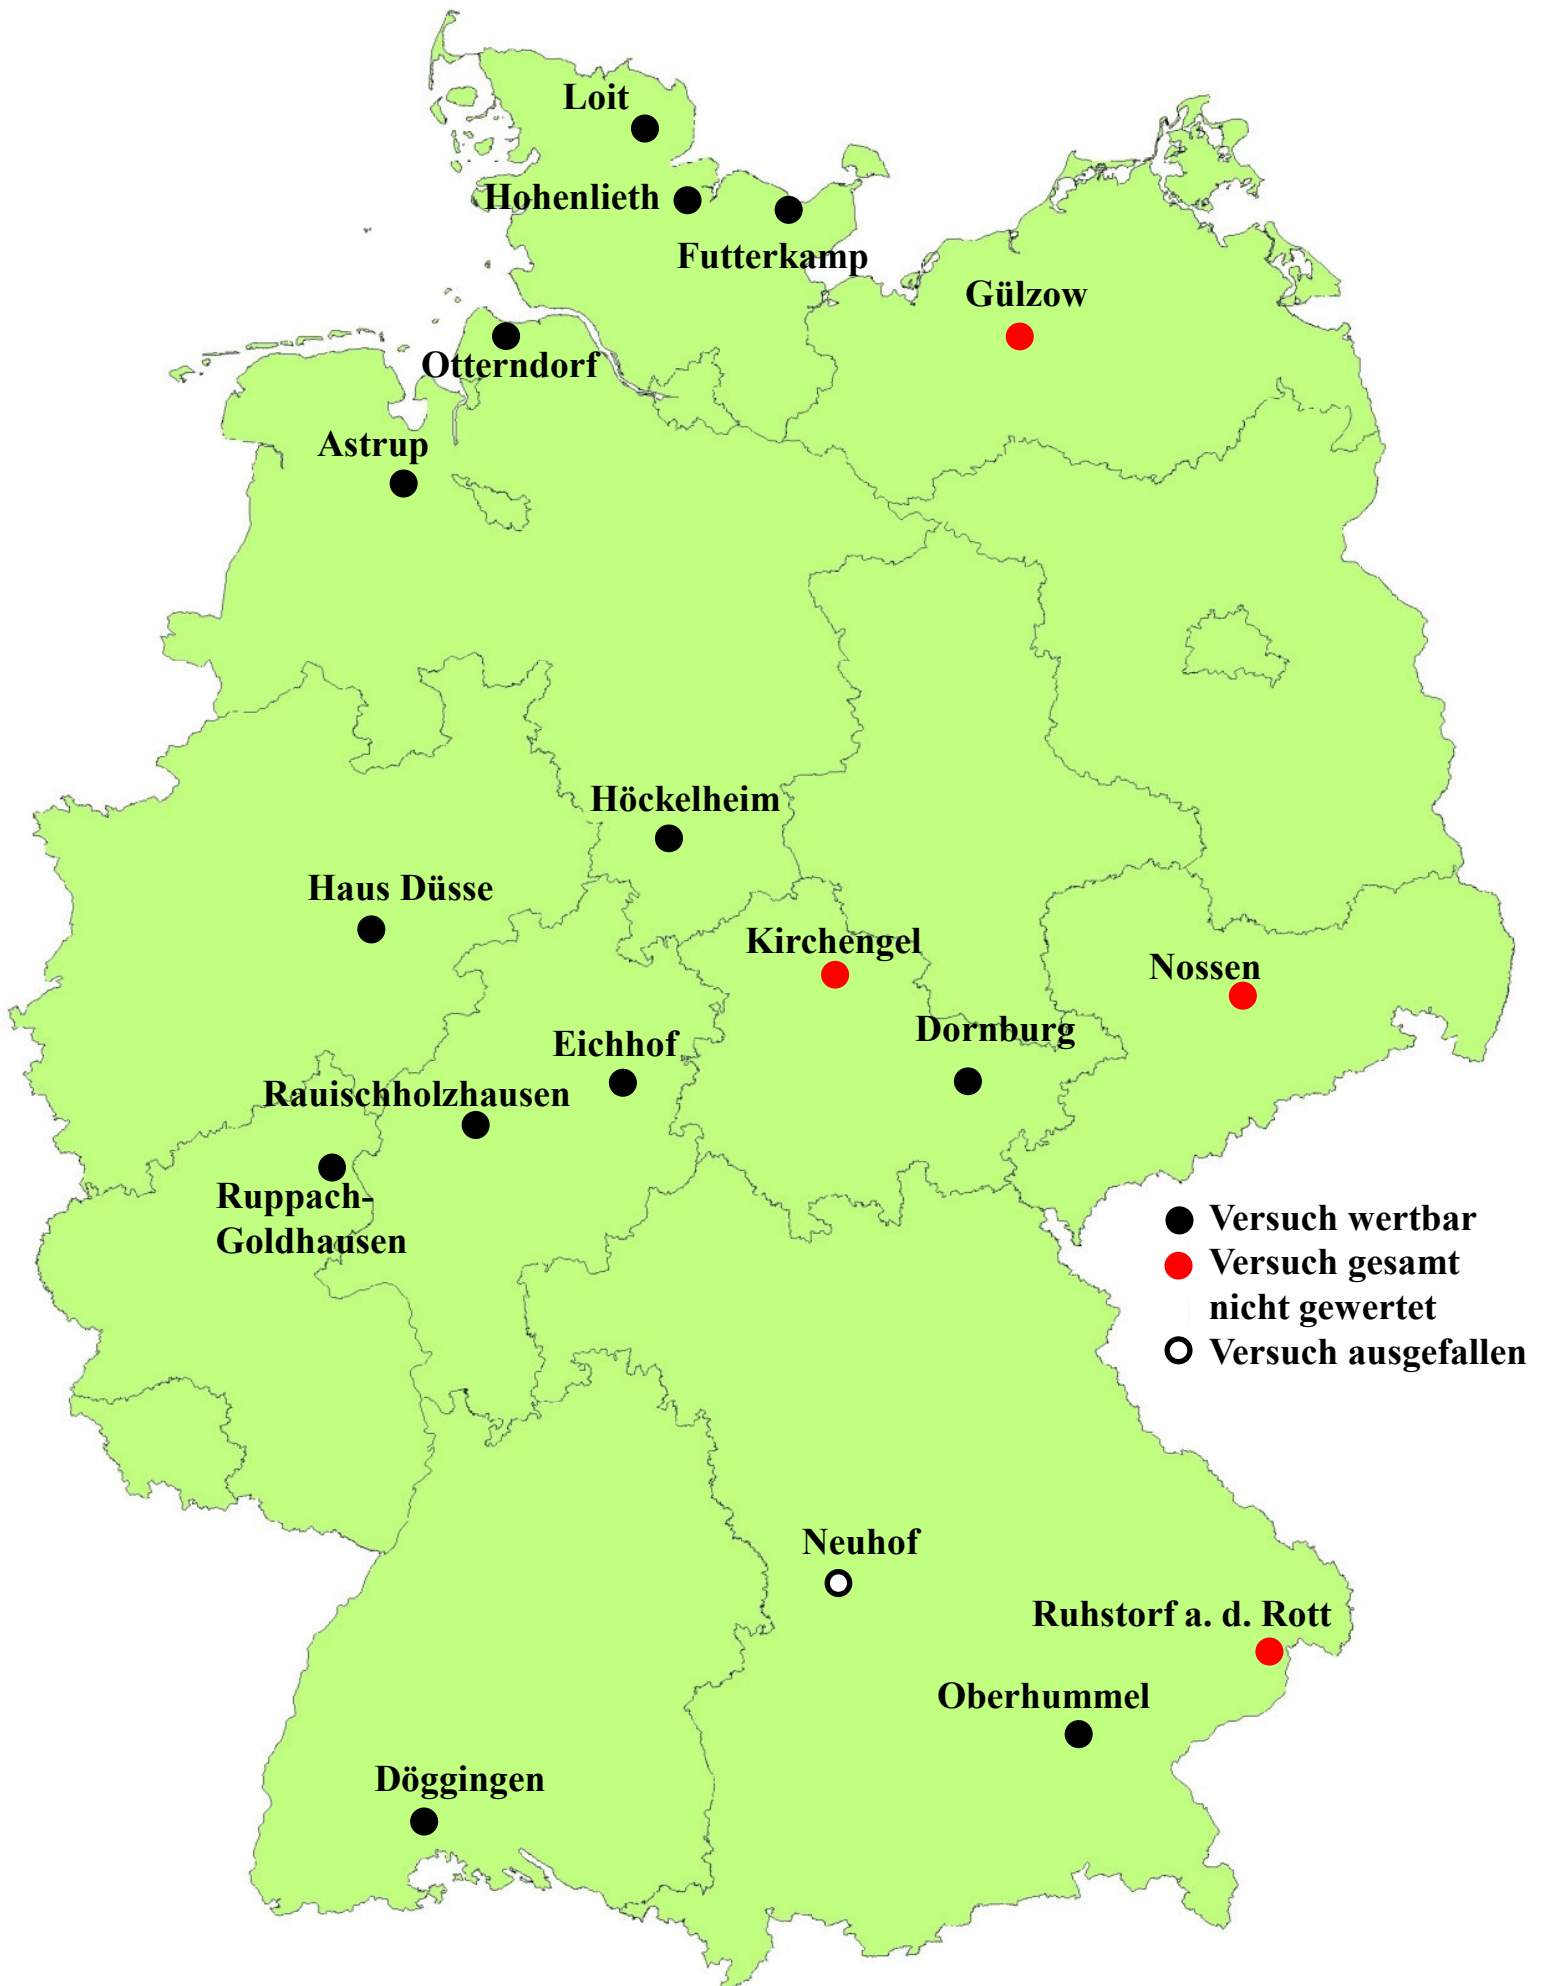 Loit
Hohenlieth
Futterkamp
Gülzow
Otterndorf
Astrup
Höckelheim
Haus Düsse
Kirchengel
Nossen
Dornburg
Eichhof
Rauischholzhausen
Ruppach-
Goldhausen
Versuch wertbar
Versuch gesamt
nicht gewertet
Versuch ausgefallen
Neuhof
Ruhstorf a. d. Rott
Oberhummel
Döggingen